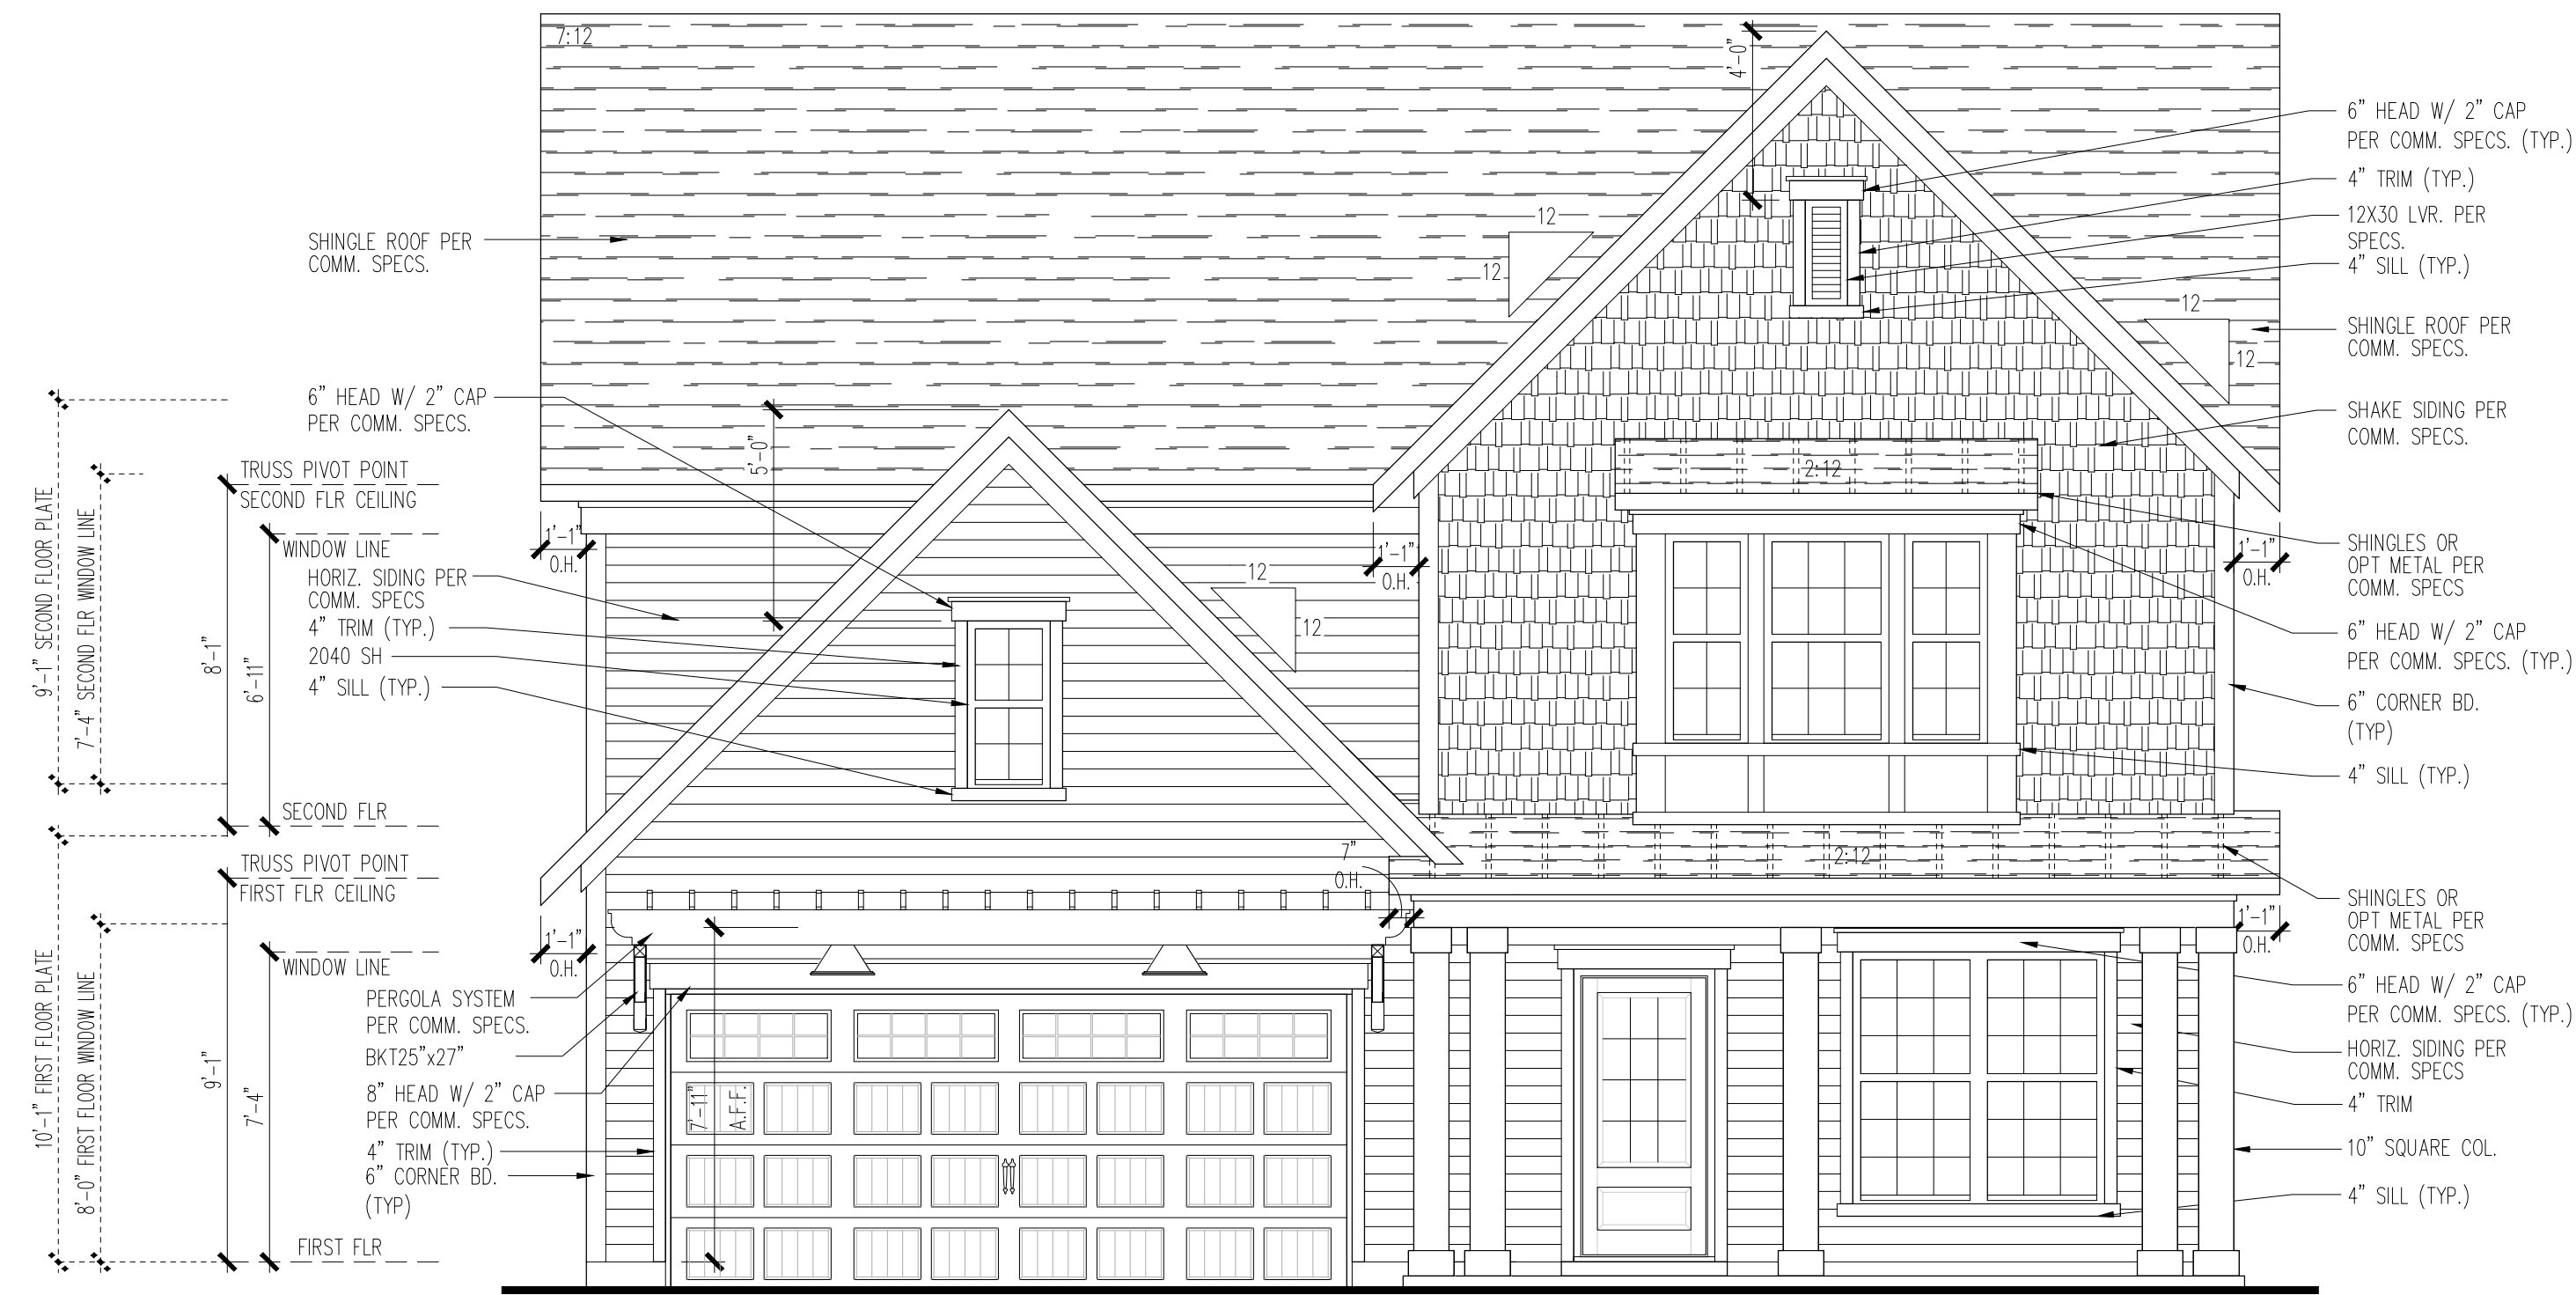 7:12
4'-0"
6" HEAD W/ 2" CAP
PER COMM. SPECS. (TYP.)
4" TRIM (TYP.)
12X30 LVR. PER
SPECS.
4" SILL (TYP.)
12
12
SHINGLE ROOF PER
COMM. SPECS.
12
12
SHINGLE ROOF PER
COMM. SPECS.
SHAKE SIDING PER
COMM. SPECS.
6" HEAD W/ 2" CAP
PER COMM. SPECS.
5'-0"
TRUSS PIVOT POINT
SECOND FLR CEILING
2:12
9'-1" SECOND FLOOR PLATE
7'-4" SECOND FLR WINDOW LINE
8'-1"
6'-11"
WINDOW LINE
1'-1"
O.H.
1'-1"
O.H.
1'-1"
O.H.
HORIZ. SIDING PER
COMM. SPECS
4" TRIM (TYP.)
2040 SH
4" SILL (TYP.)
12
12
SHINGLES OR
OPT METAL PER
COMM. SPECS
6" HEAD W/ 2" CAP
PER COMM. SPECS. (TYP.)
6" CORNER BD.
(TYP)
4" SILL (TYP.)
SECOND FLR
TRUSS PIVOT POINT
FIRST FLR CEILING
7"
O.H.
2:12
SHINGLES OR
OPT METAL PER
COMM. SPECS
10'-1" FIRST FLOOR PLATE
8'-0" FIRST FLOOR WINDOW LINE
9'-1"
7'-4"
WINDOW LINE
1'-1"
O.H.
1'-1"
O.H.
PERGOLA SYSTEM
PER COMM. SPECS.
BKT25"x27"
8" HEAD W/ 2" CAP
PER COMM. SPECS.
4" TRIM (TYP.)
6" CORNER BD.
(TYP)
7'-11"
A.F.F.
6" HEAD W/ 2" CAP
PER COMM. SPECS. (TYP.)
HORIZ. SIDING PER
COMM. SPECS
4" TRIM
10" SQUARE COL.
4" SILL (TYP.)
FIRST FLR